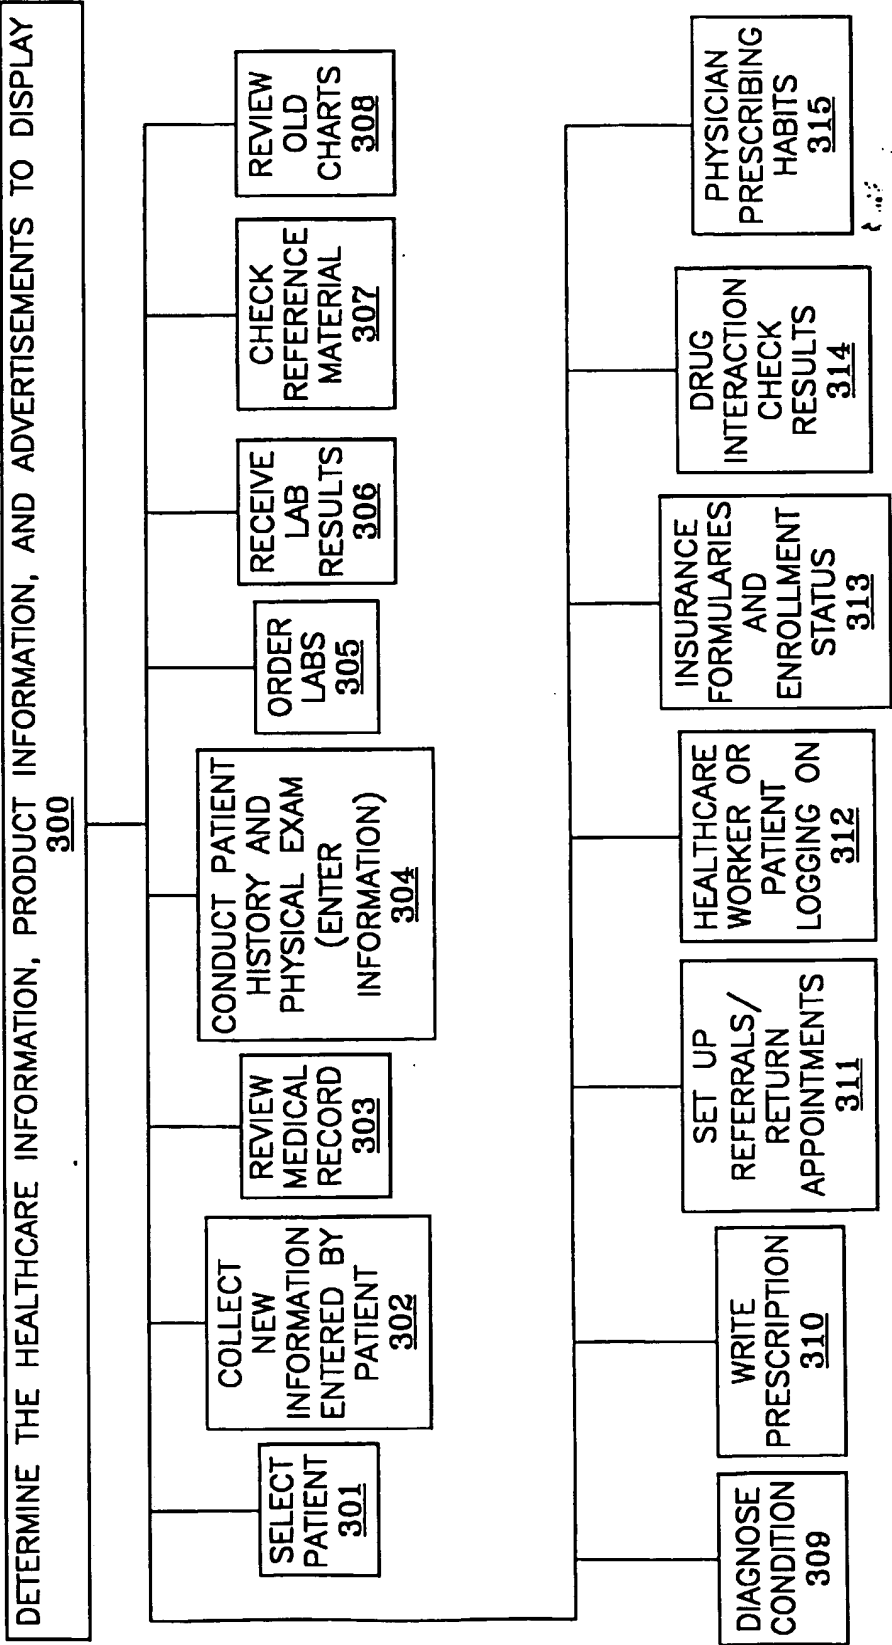 DETERMINE THE HEALTHCARE INFORMATION, PRODUCT INFORMATION, AND ADVERTISEMENTS TO DISPLAY
300
SELECT
PATIENT
301
COLLECT
NEW
INFORMATION
ENTERED BY
PATIENT
302
REVIEW
MEDICAL
RECORD
303
CONDUCT PATIENT
HISTORY AND
PHYSICAL EXAM
(ENTER
INFORMATION)
304
ORDER
LABS
305
RECEIVE
LAB
RESULTS
306
CHECK
REFERENCE
MATERIAL
307
REVIEW
OLD
CHARTS
308
DIAGNOSE
CONDITION
309
WRITE
PRESCRIPTION
310
SET UP
REFERRALS/
RETURN
APPOINTMENTS
311
HEALTHCARE
WORKER OR
PATIENT
LOGGING ON
312
INSURANCE
FORMULARIES
AND
ENROLLMENT
STATUS
313
DRUG
INTERACTION
CHECK
RESULTS
314
PHYSICIAN
PRESCRIBING
HABITS
315